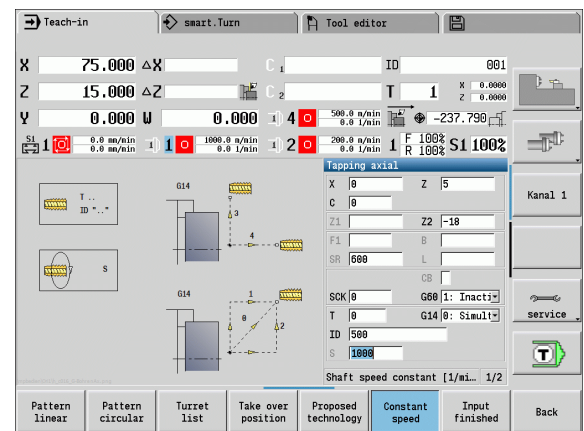 Teach-in
smart.Turn
Tool editor
X 75.000 △X C 1 ID 001
Z 15.000 △Z C 2 T 1 X 0.0000
Z 0.0000
Y 0.000 U 0.000 4 500.0 m/min
0.0 1/min -237.790
S1 1 0.0 mm/min
0.0 mm/min 1 1000.0 m/min
0.0 1/min 2 200.0 m/min
0.0 1/min 1 F 100%
R 100% S1 100%
Tapping axial
X 0 Z 5
C 0
Z1 Z2 -18
F1 B
SR 600 L
CB
SCK 0 G60 1: Inacti
T 0 G14 0: Simult
ID 500
S 1000
Shaft speed constant [1/mi… 1/2
T ..
ID ".."
S
G14
3
4
G14
1
0
2
Kanal 1
service
T
Pattern
linear
Pattern
circular
Turret
list
Take over
position
Proposed
technology
Constant
speed
Input
finished
Back